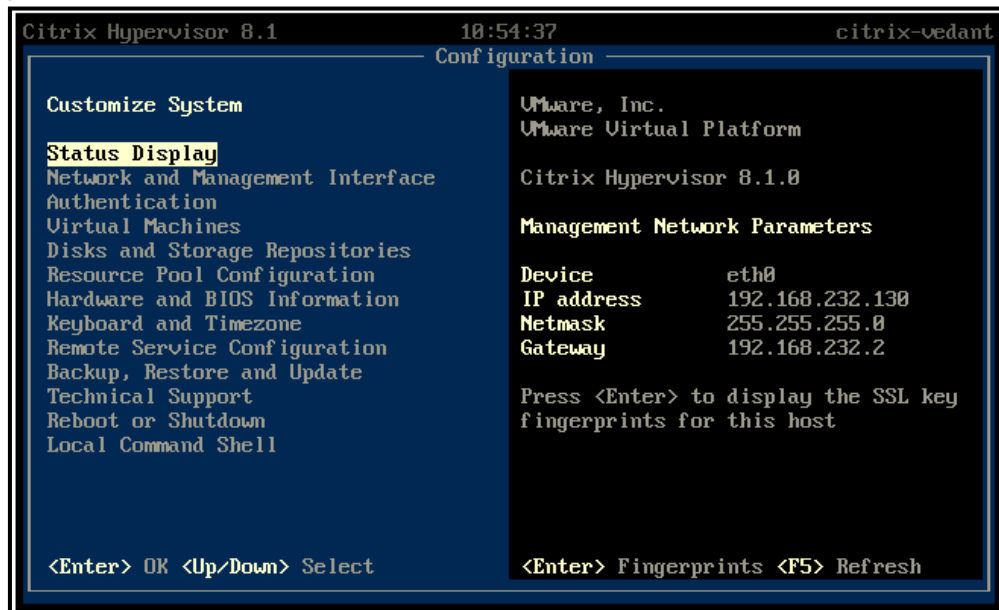 Citrix Hypervisor 8.1 10:54:37 citrix-vedant
Configuration
Customize System
Status Display
Network and Management Interface
Authentication
Virtual Machines
Disks and Storage Repositories
Resource Pool Configuration
Hardware and BIOS Information
Keyboard and Timezone
Remote Service Configuration
Backup, Restore and Update
Technical Support
Reboot or Shutdown
Local Command Shell
<Enter> OK <Up/Down> Select
VMware, Inc.
VMware Virtual Platform
Citrix Hypervisor 8.1.0
Management Network Parameters
Device eth0
IP address 192.168.232.130
Netmask 255.255.255.0
Gateway 192.168.232.2
Press <Enter> to display the SSL key
fingerprints for this host
<Enter> Fingerprints <F5> Refresh